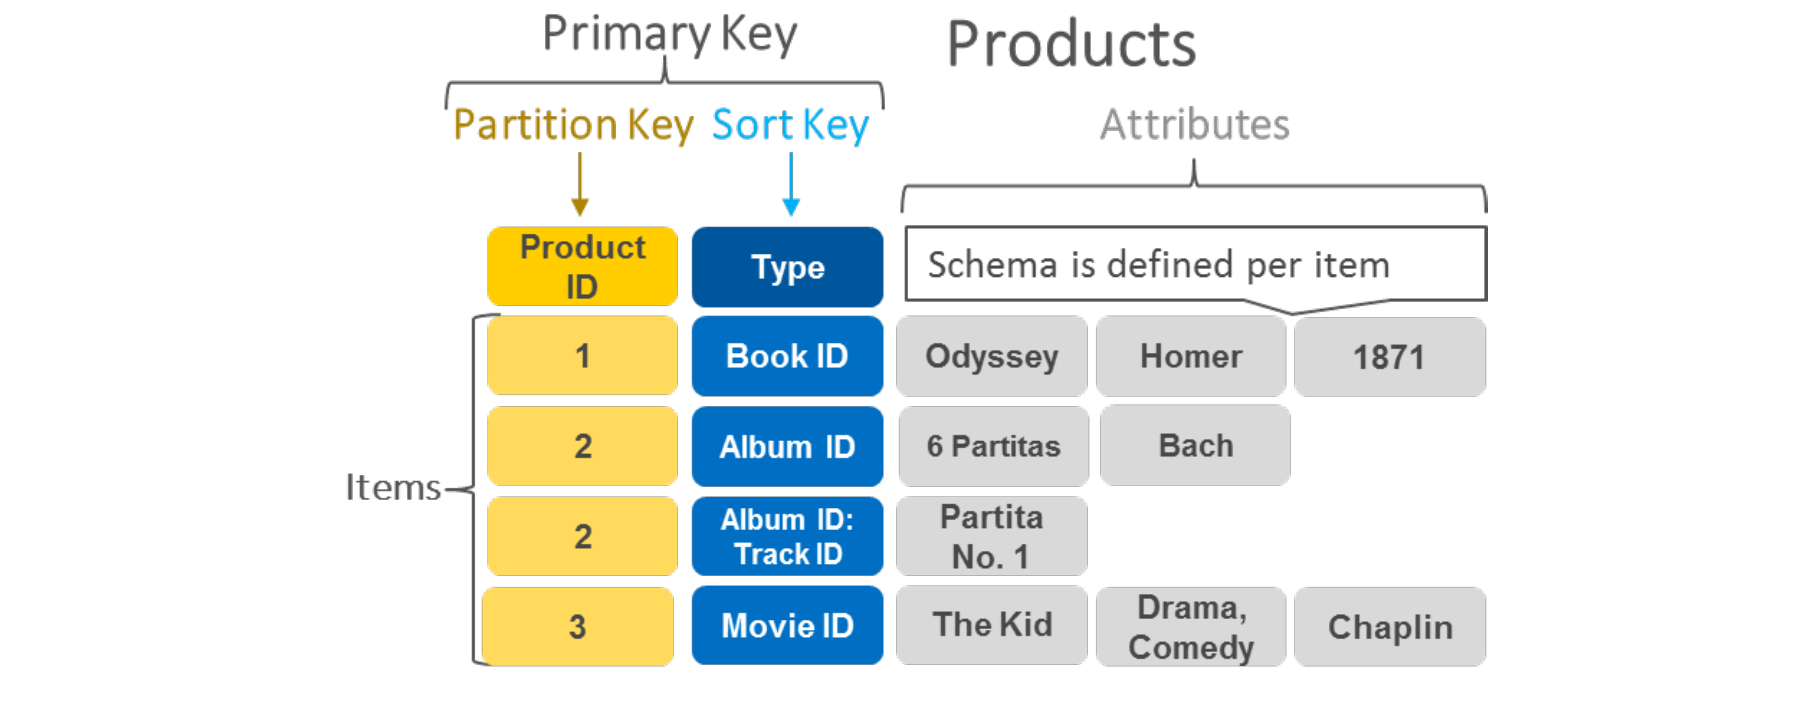 Primary Key
Products
Partition Key Sort Key
Attributes
Product
ID
Type
Schema is defined per item
1
Book ID
Odyssey
Homer
1871
2
Album ID
6 Partitas
Bach
Items
2
Album ID:
Track ID
Partita
No. 1
3
Movie ID
The Kid
Drama,
Comedy
Chaplin